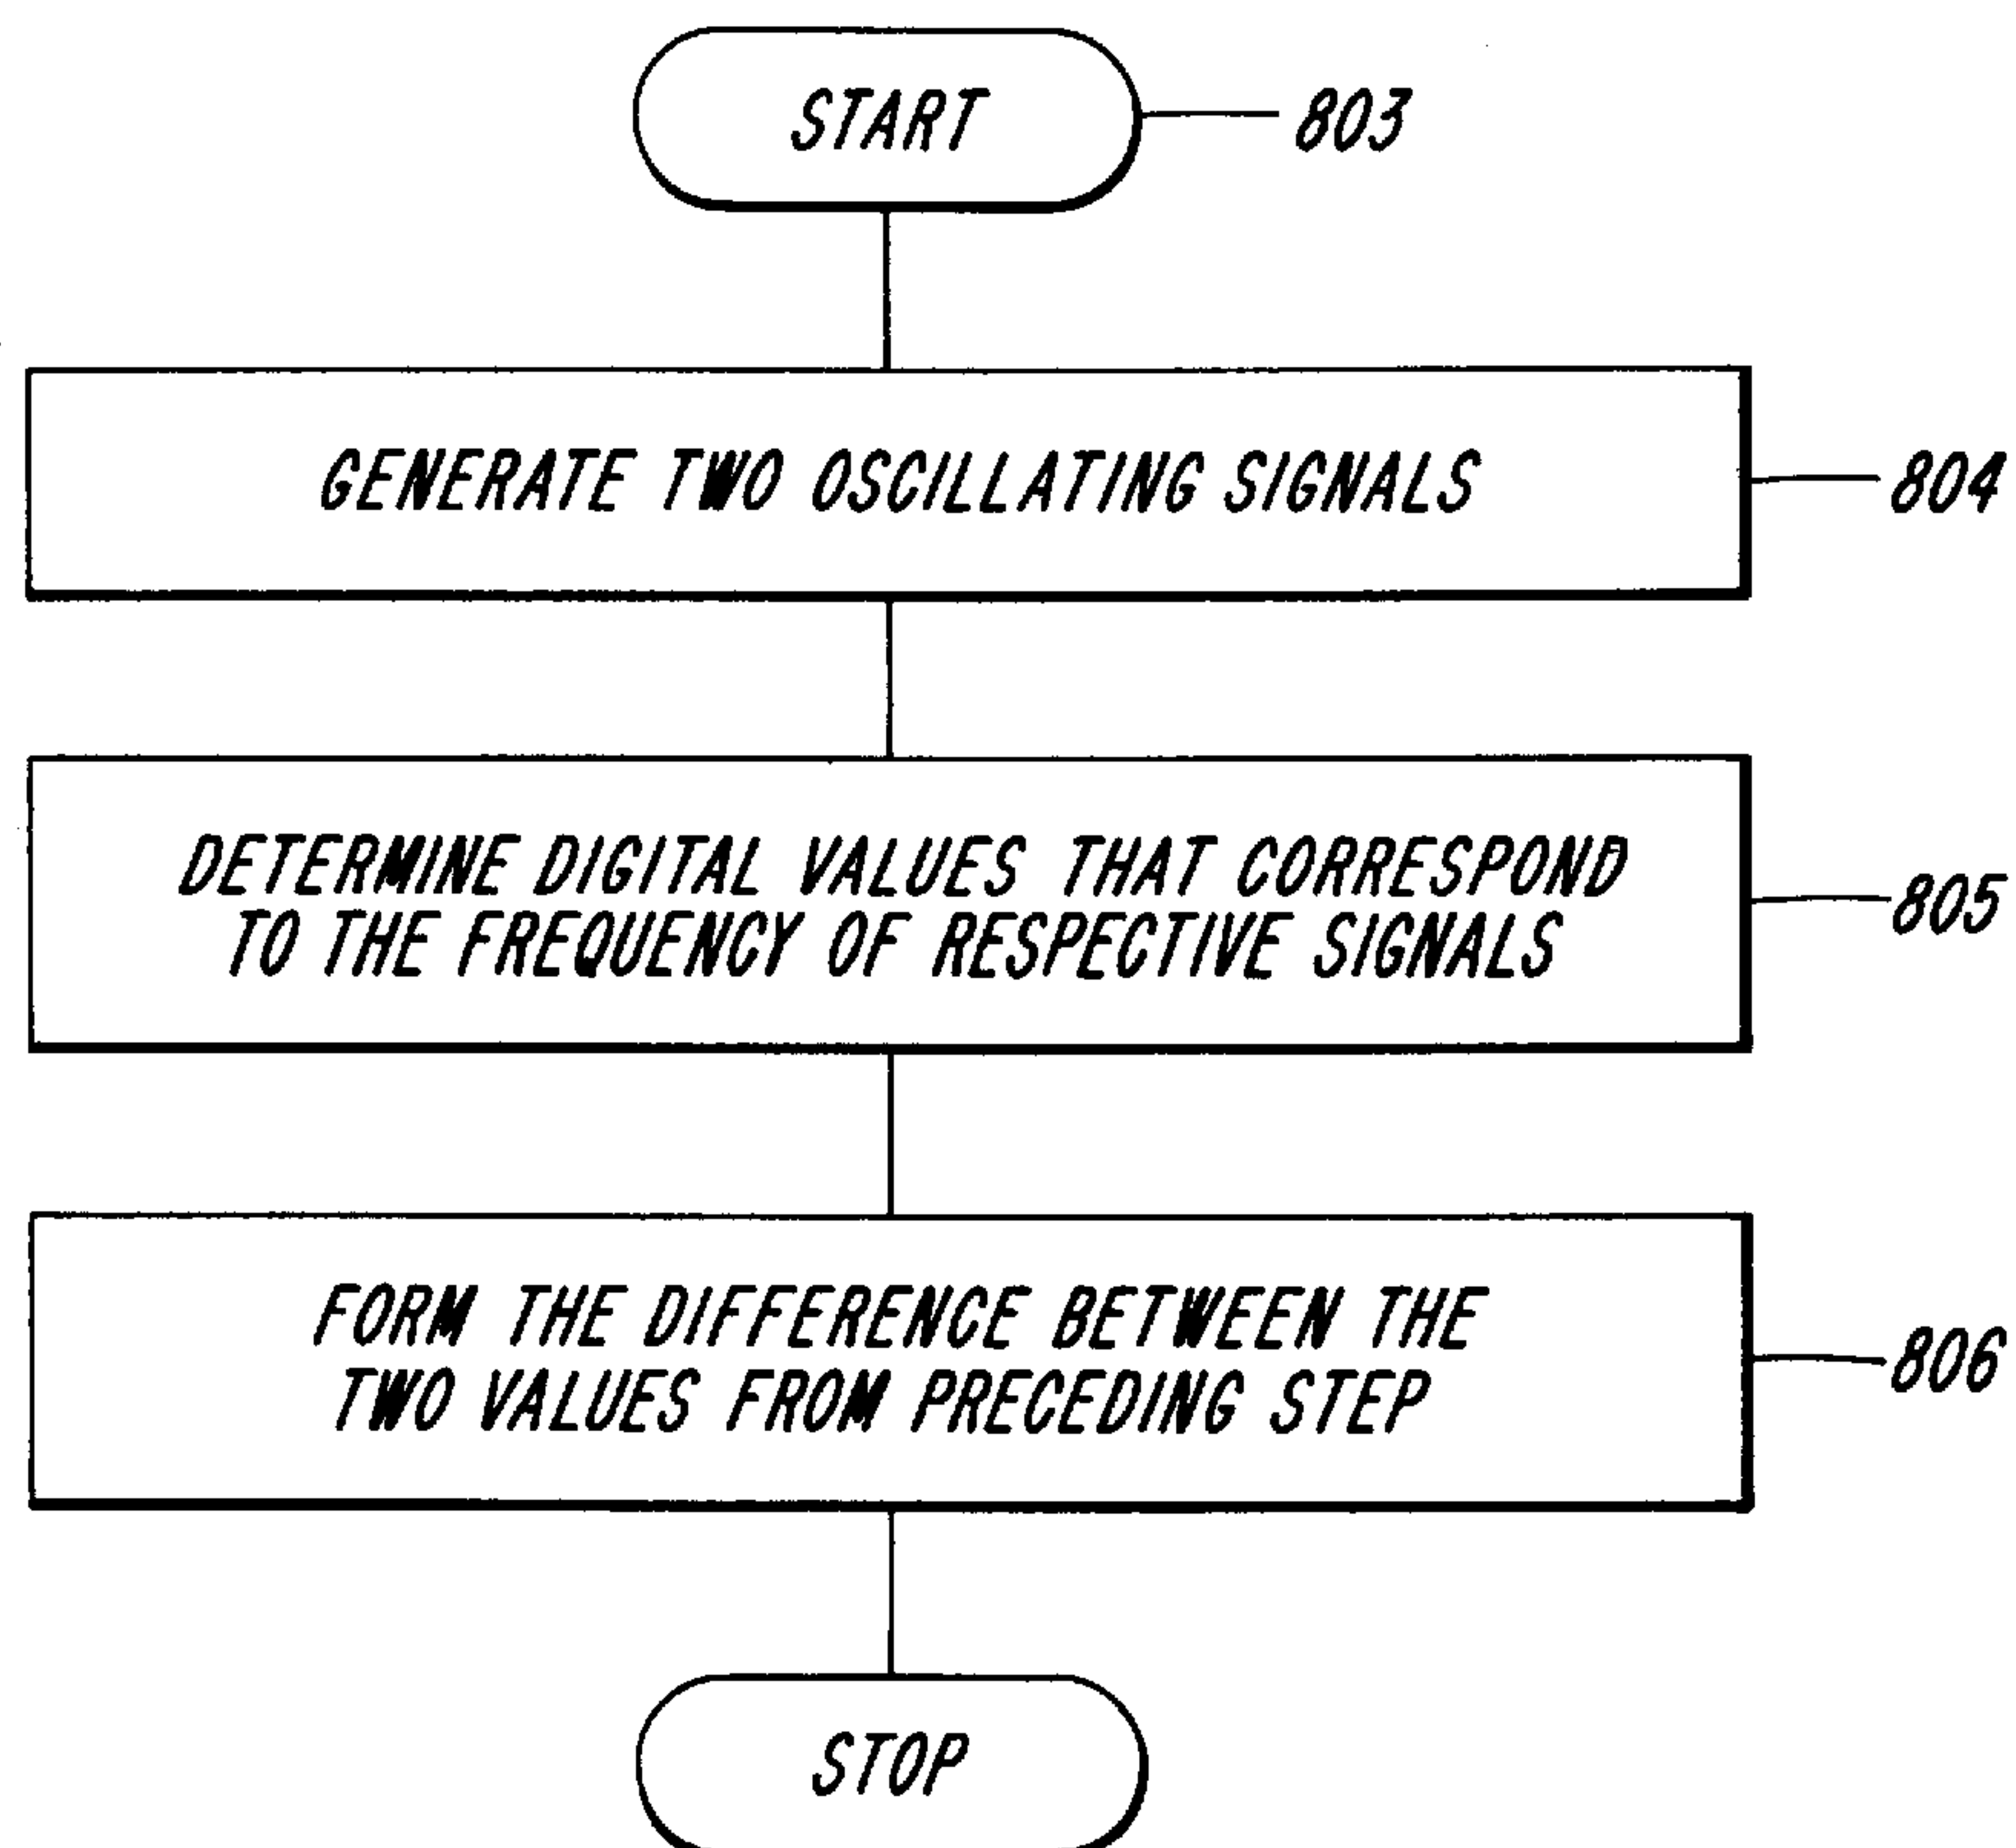 START
803
GENERATE TWO OSCILLATING SIGNALS
804
DETERMINE DIGITAL VALUES THAT CORRESPOND
TO THE FREQUENCY OF RESPECTIVE SIGNALS
805
FORM THE DIFFERENCE BETWEEN THE
TWO VALUES FROM PRECEDING STEP
806
STOP